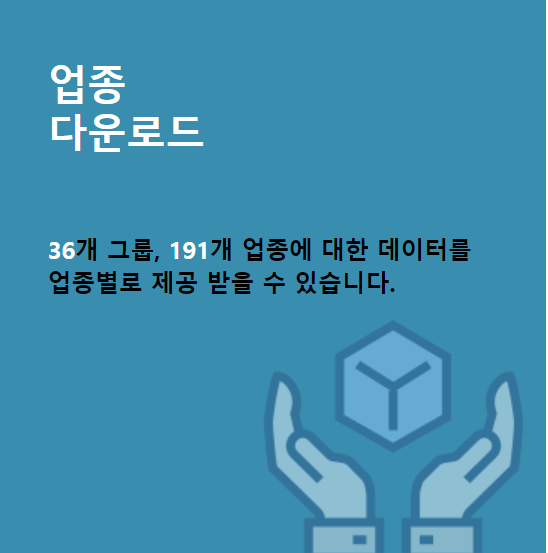 업종
다운로드
36개 그룹, 191개 업종에 대한 데이터를
업종별로 제공 받을 수 있습니다.